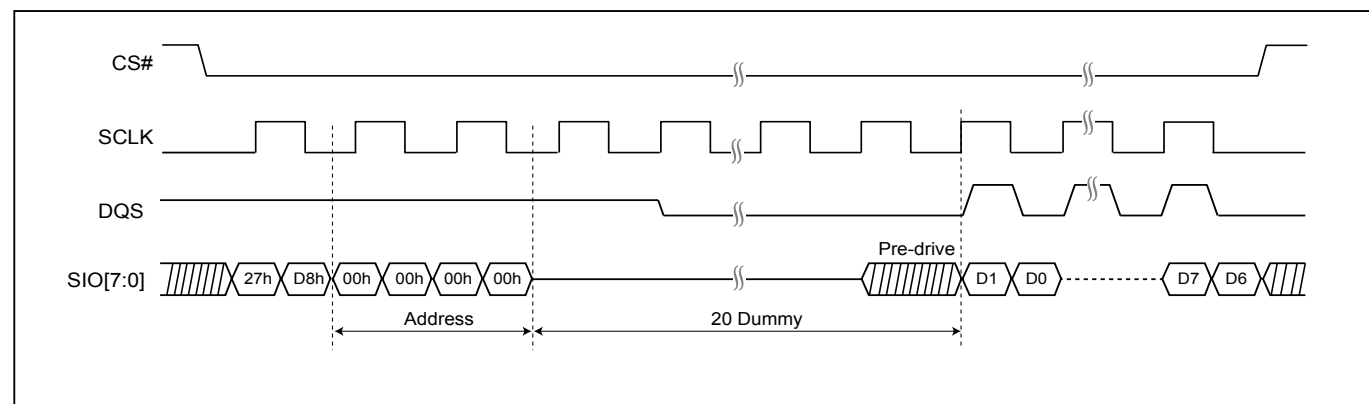 CS#
SCLK
DQS
Pre-drive
SIO[7:0] 27h D8h 00h 00h 00h 00h D1 D0 D7 D6
Address 20 Dummy